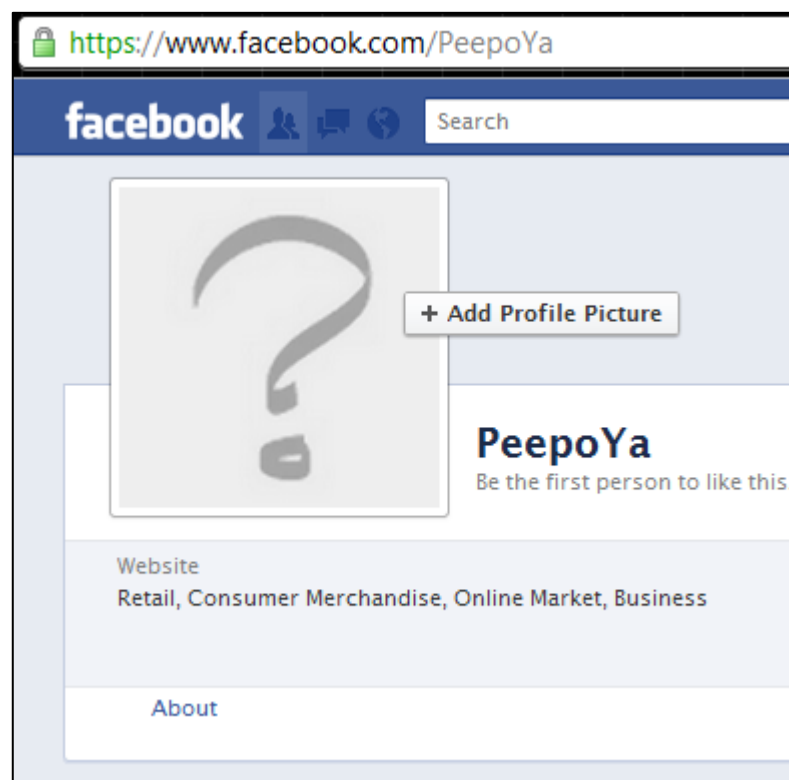 https://www.facebook.com/PeepoYa
facebook Search
+ Add Profile Picture
PeepoYa
Be the first person to like this
Website
Retail, Consumer Merchandise, Online Market, Business
About